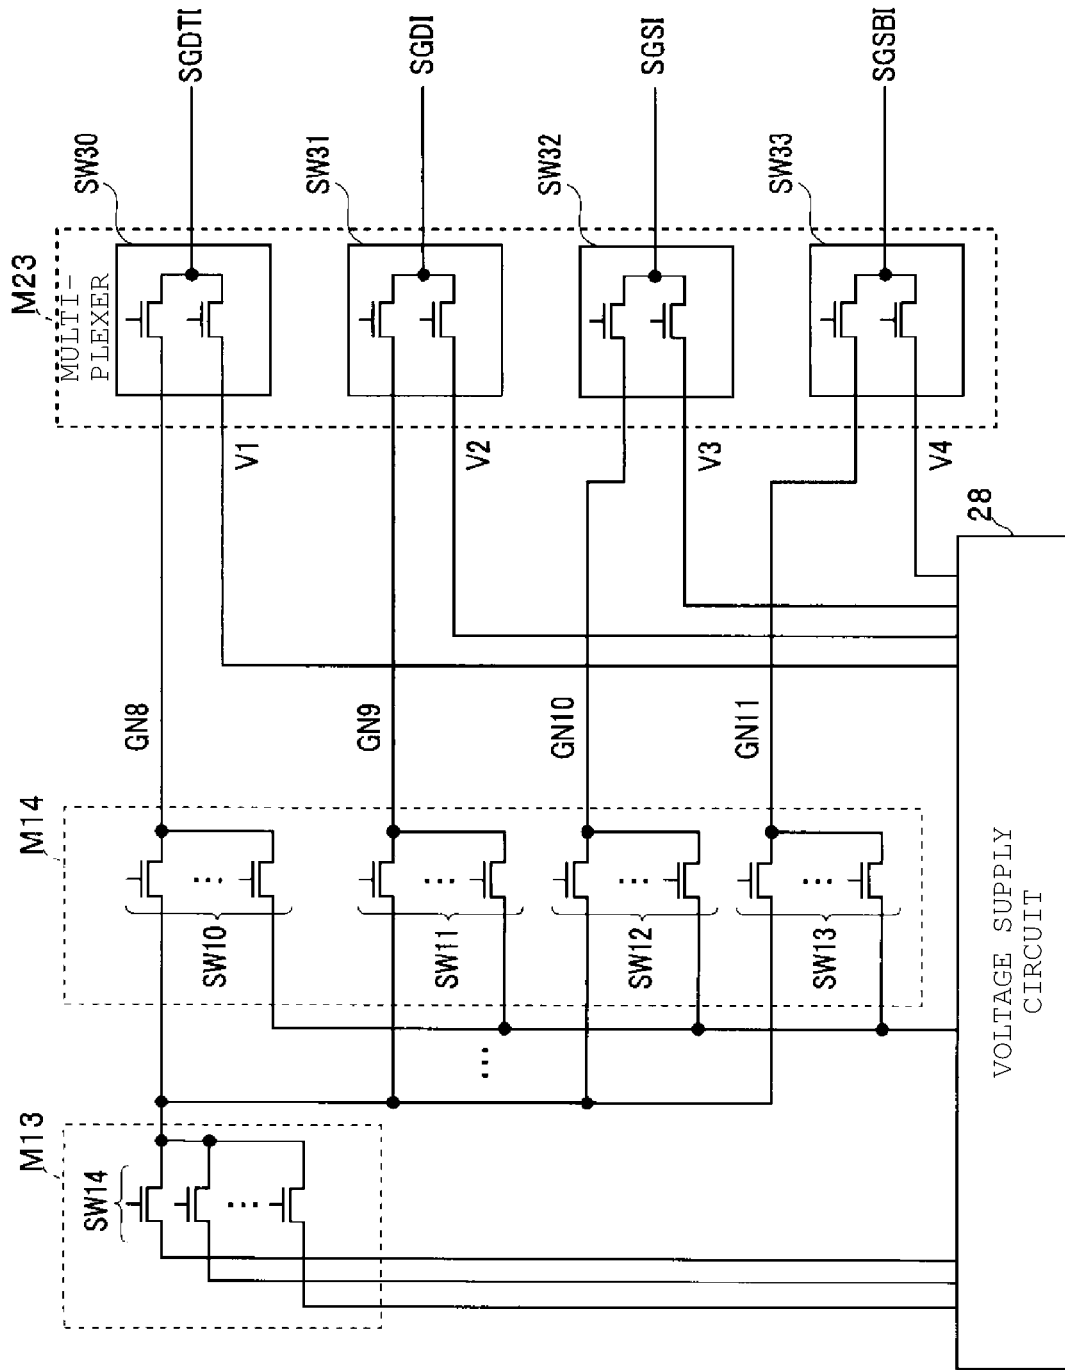 M23
MULTI-
PLEXER
SW30
SW31
SW32
SW33
SGDTI
SGDI
SGSI
SGSBI
V1
V2
V3
V4
28
GN8
GN9
GN10
GN11
M14
SW10
SW11
SW12
SW13
M13
SW14
VOLTAGE SUPPLY
CIRCUIT